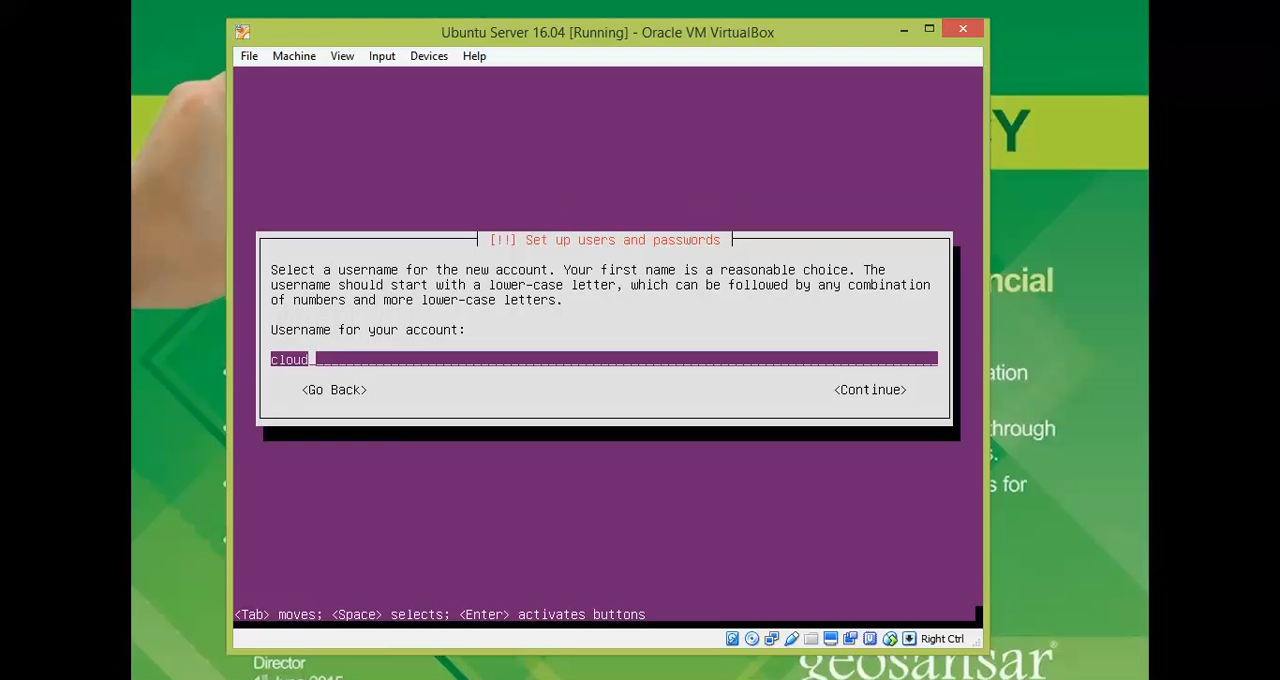 Ubuntu Server 16.04 [Running] - Oracle VM VirtualBox
File Machine View Input Devices Help
Y
[!!] Set up users and passwords
Select a username for the new account. Your first name is a reasonable choice. The
username should start with a lower-case letter, which can be followed by any combination
of numbers and more lower-case letters.
Username for your account:
cloud
<Go Back> <Continue>
ncial
ation
through
s.
s for
<Tab> moves; <Space> selects; <Enter> activates buttons
Right Ctrl
Director
1st June 2015
geosansar